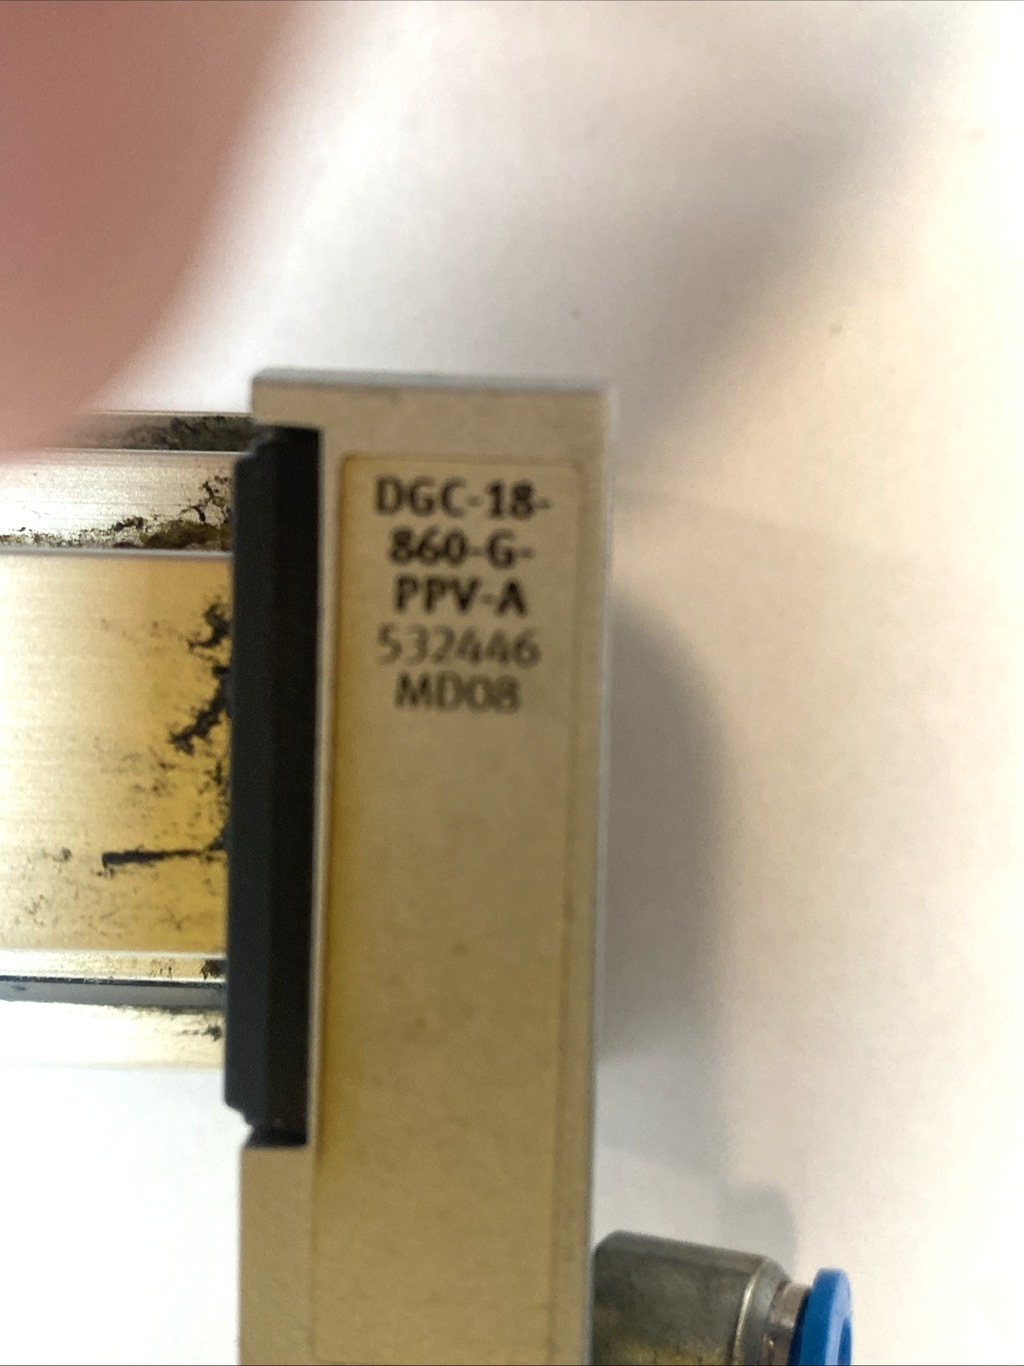 DGC-18-
860-G-
PPV-A
532446
MD08